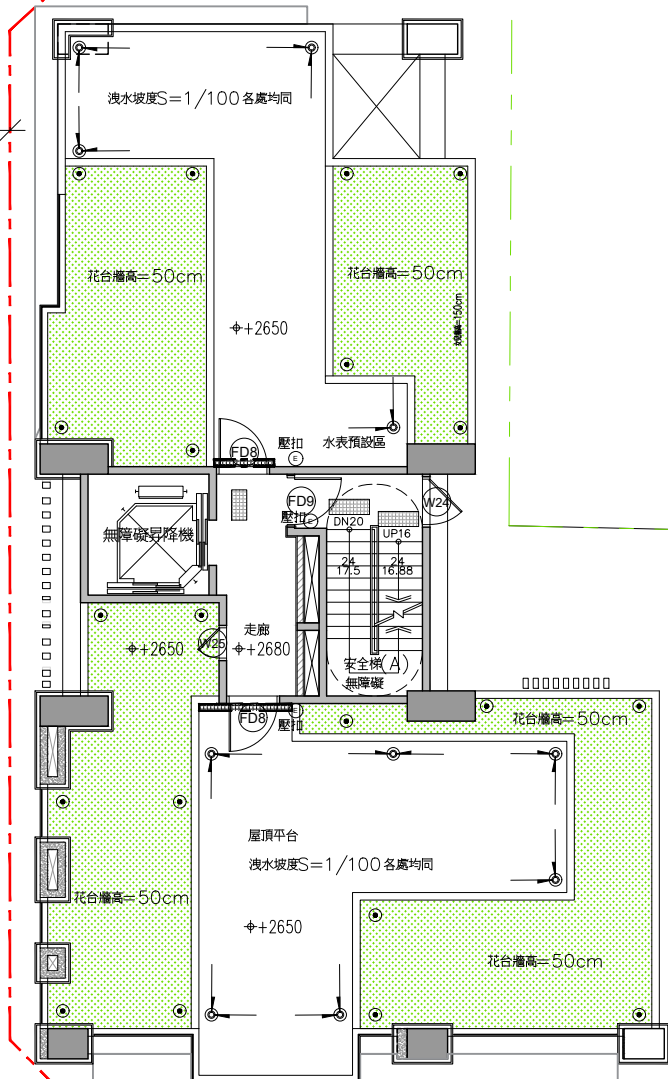 洩水坡度S=1/100各處均同
花台牆高=50cm
花台牆高=50cm
女兒牆高=150cm
+2650
FD8
壓扣
E
水表預設區
FD9
壓扣
E
DN20
UP16
W24
無障礙昇降機
24
17.5
24
16.88
走廊
+2650
W25
+2680
安全梯(A)
無障礙
FD8
壓扣
E
花台牆高=50cm
屋頂平台
洩水坡度S=1/100各處均同
花台牆高=50cm
+2650
花台牆高=50cm